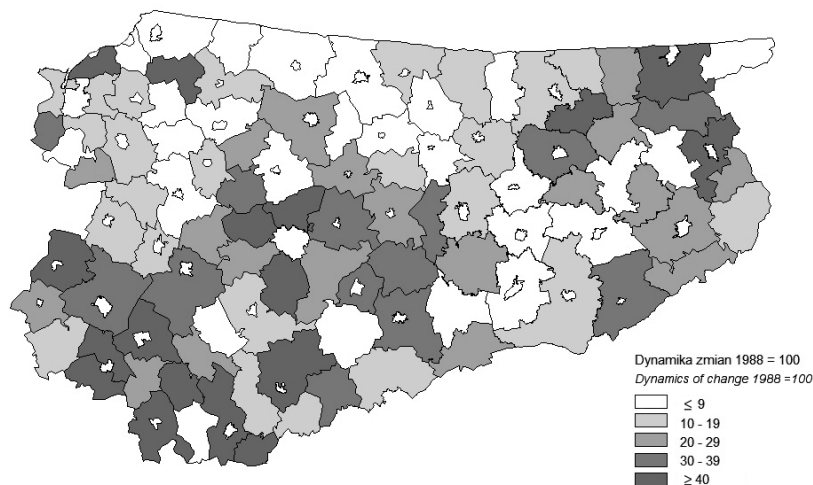 Dynamika zmian 1988 = 100
Dynamics of change 1988 =100
≤ 9
10 - 19
20 - 29
30 - 39
≥ 40